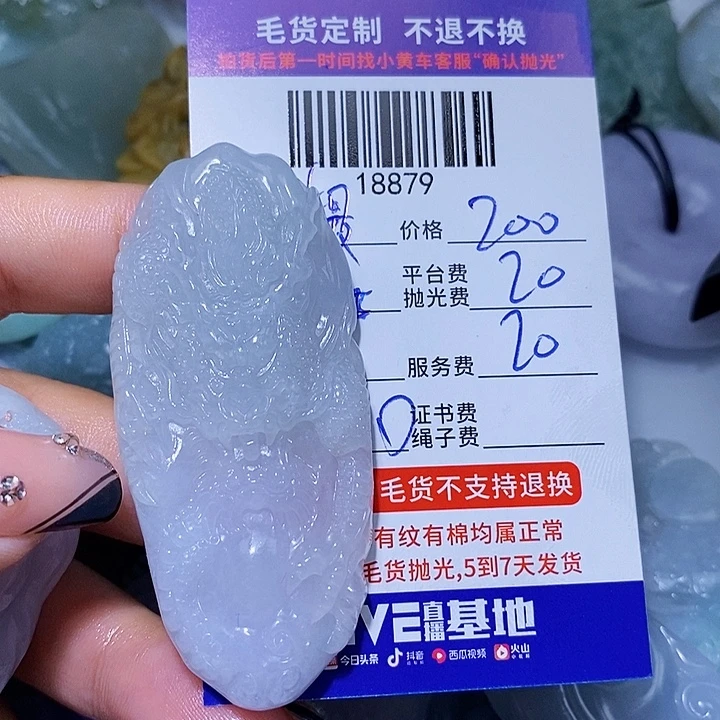 毛货定制 不退不换
拍货后第一时间找小黄车客服“确认抛光”
18879
价格 200
平台费
抛光费 20
服务费 20
证书费
绳子费
毛货不支持退换
有纹有棉均属正常
毛货抛光,5到7天发货
VE直播基地
今日头条 抖音 西瓜视频 火山